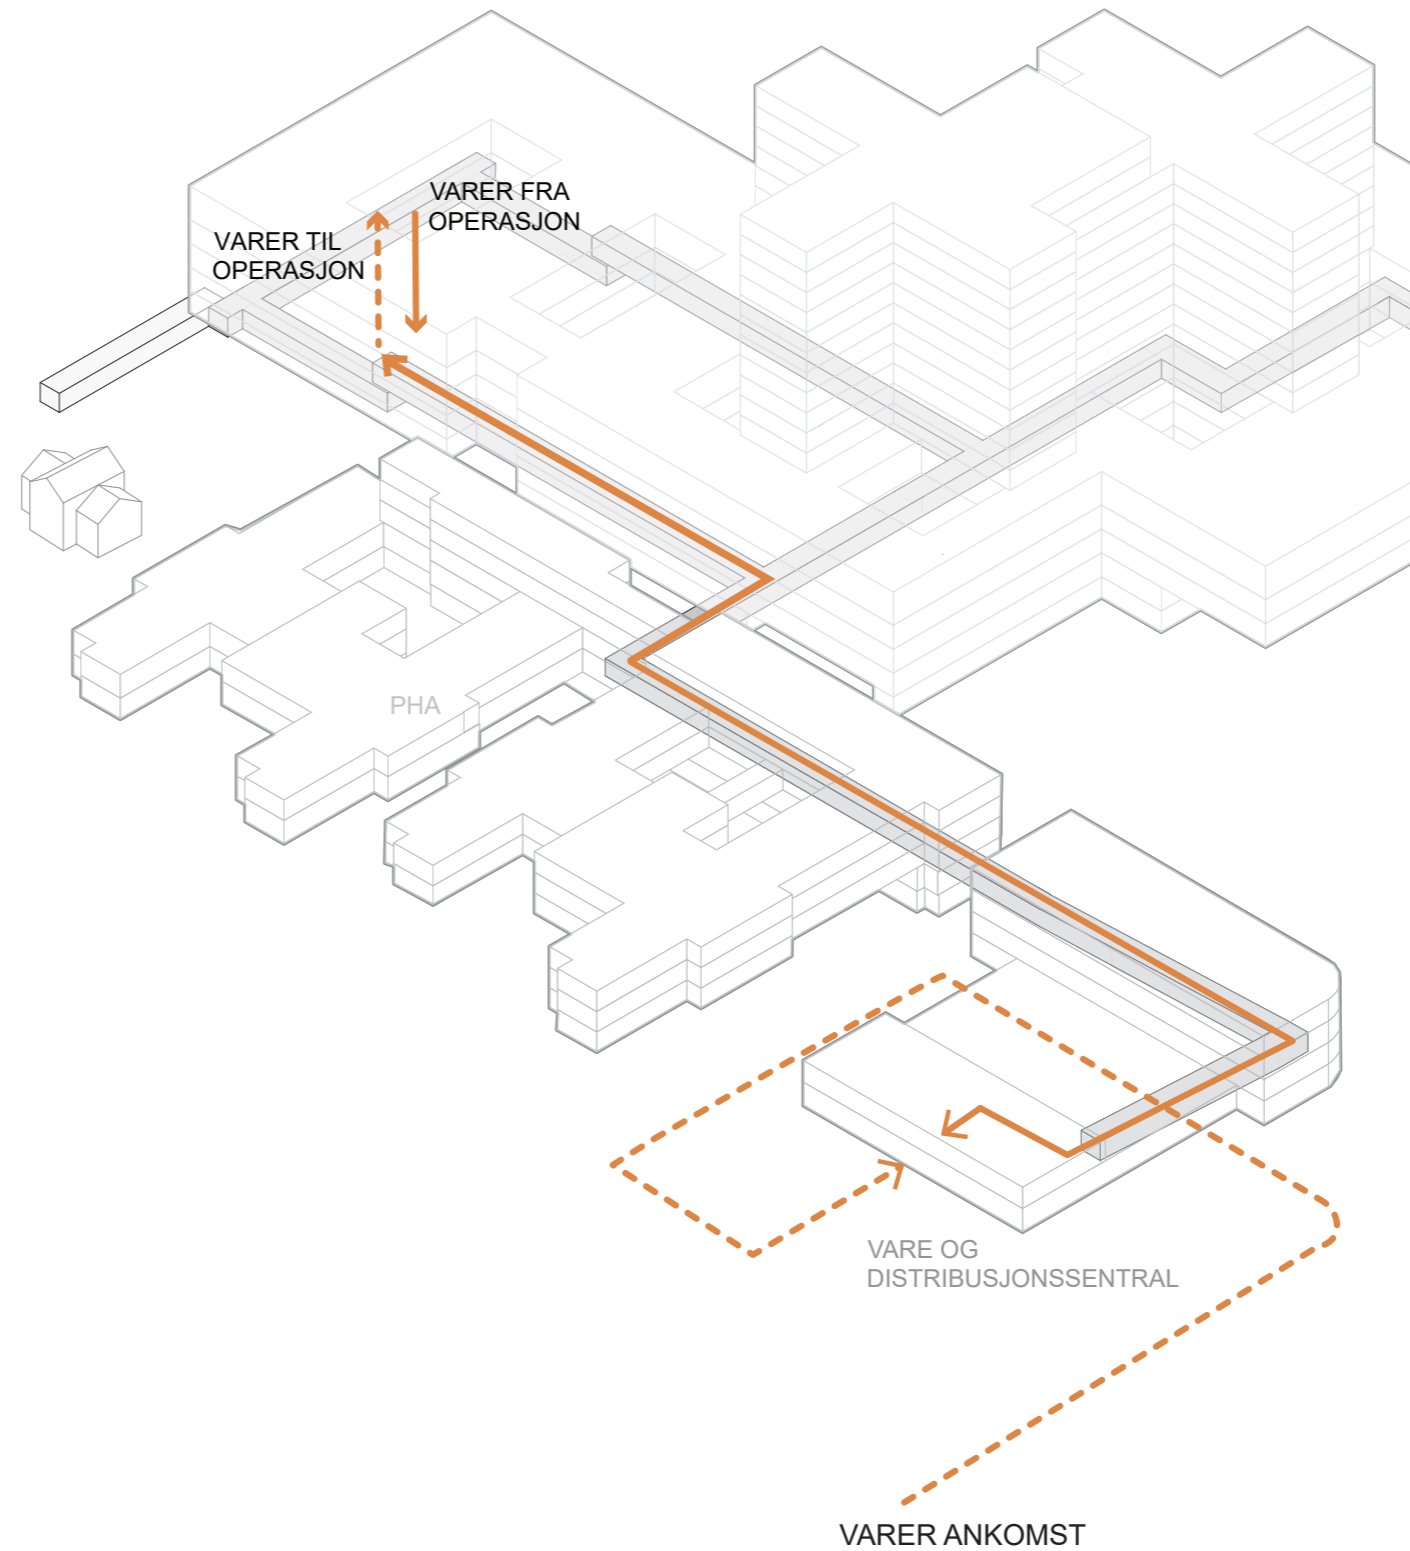 VARER FRA
OPERASJON
VARER TIL
OPERASJON
PHA
VARE OG
DISTRIBUSJONSSENTRAL
VARER ANKOMST